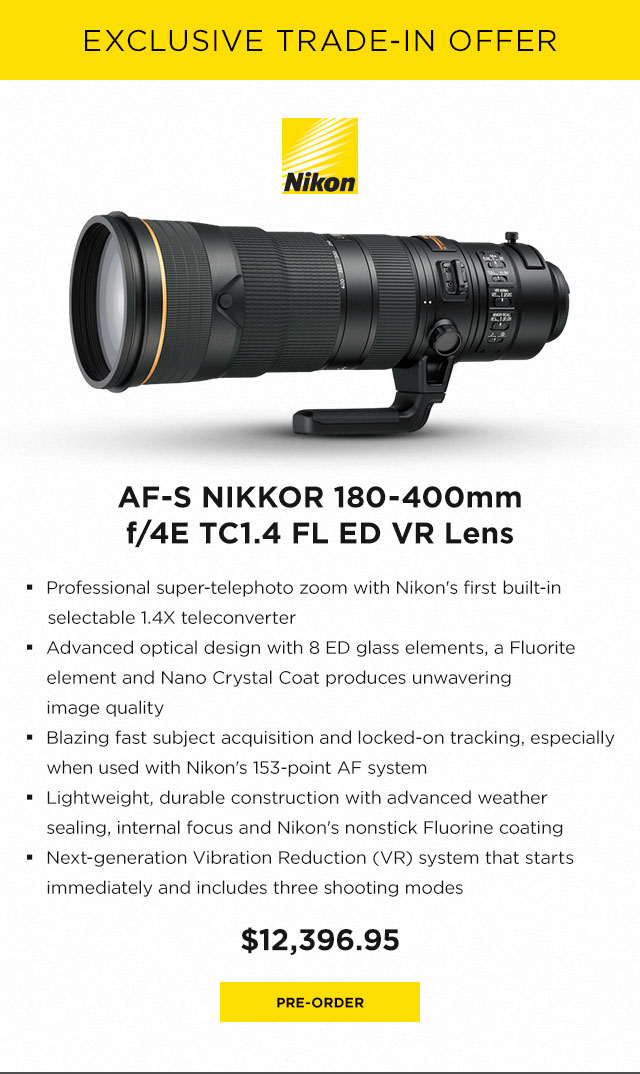 EXCLUSIVE TRADE-IN OFFER
Nikon
AF-S NIKKOR 180-400mm
f/4E TC1.4 FL ED VR Lens
▪ Professional super-telephoto zoom with Nikon's first built-in
selectable 1.4X teleconverter
▪ Advanced optical design with 8 ED glass elements, a Fluorite
element and Nano Crystal Coat produces unwavering
image quality
▪ Blazing fast subject acquisition and locked-on tracking, especially
when used with Nikon's 153-point AF system
▪ Lightweight, durable construction with advanced weather
sealing, internal focus and Nikon's nonstick Fluorine coating
▪ Next-generation Vibration Reduction (VR) system that starts
immediately and includes three shooting modes
$12,396.95
PRE-ORDER